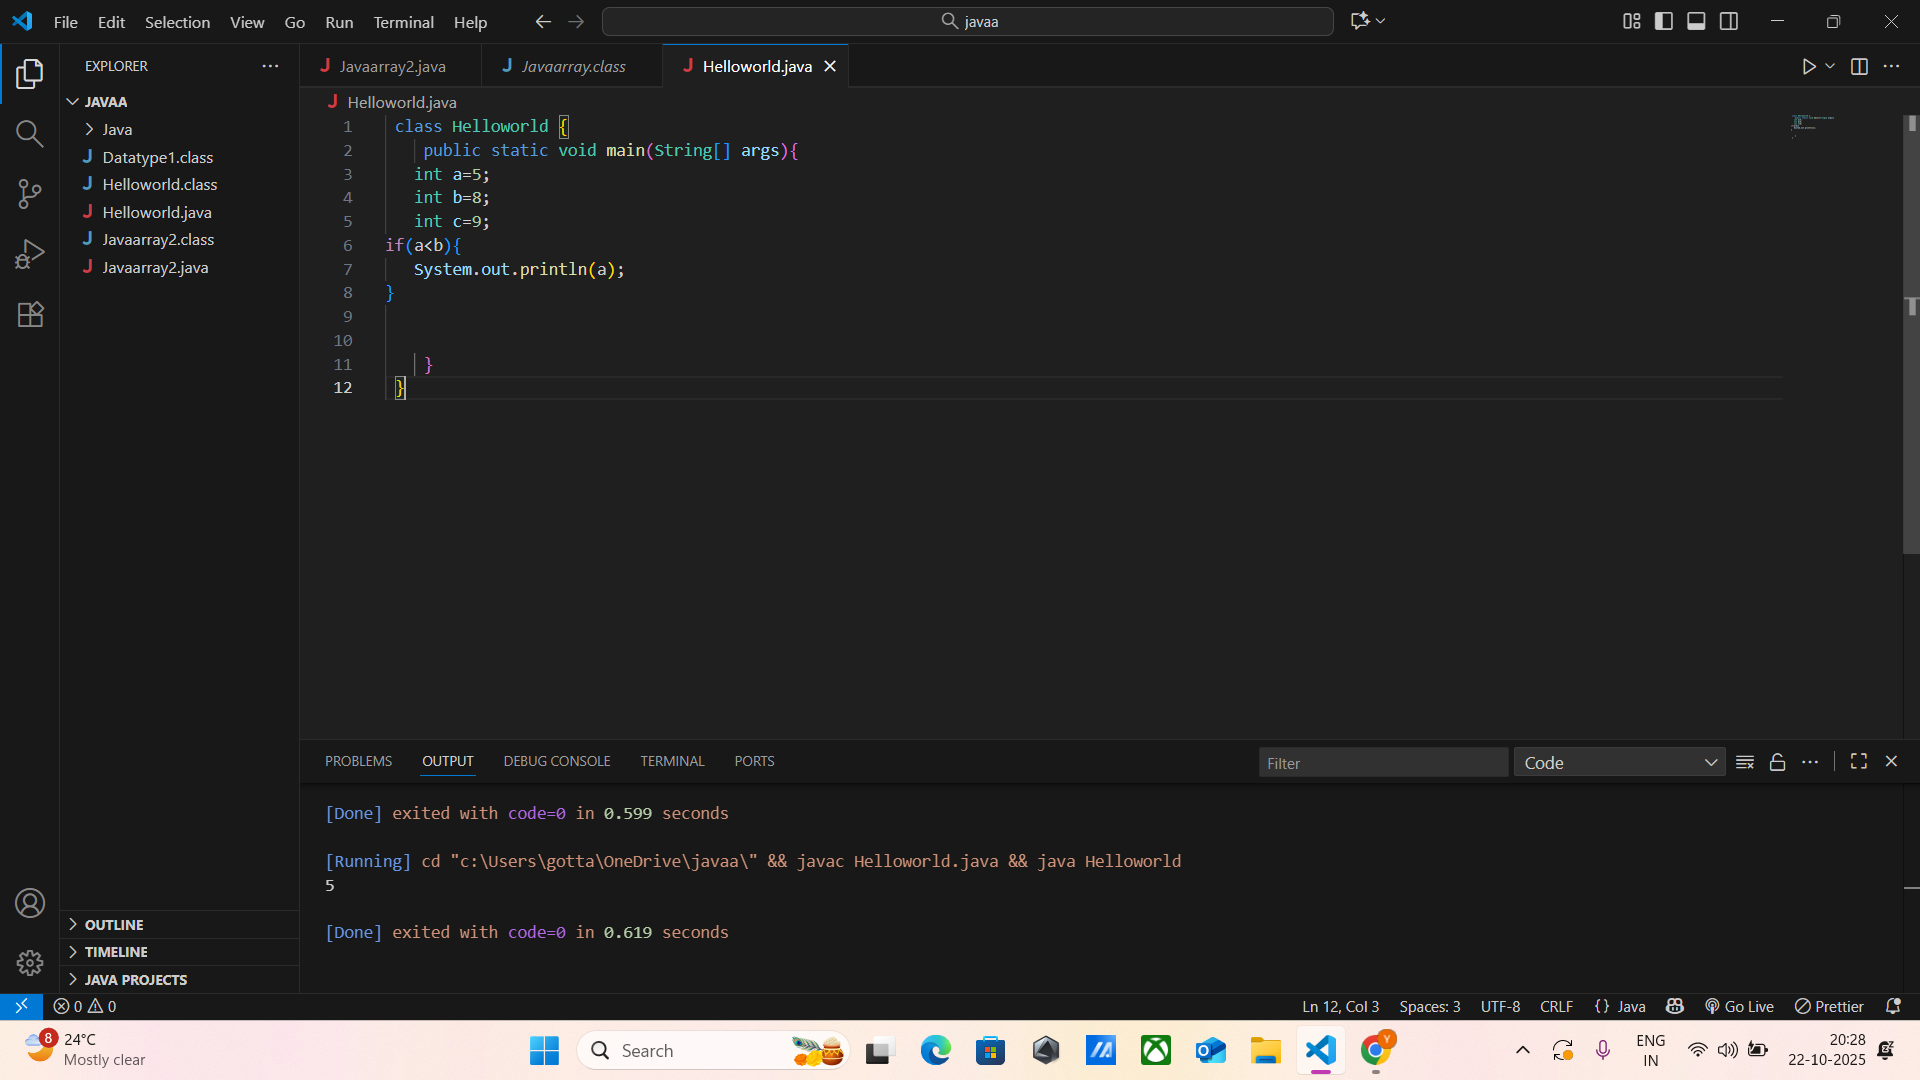 File Edit Selection View Go Run Terminal Help
javaa
EXPLORER
JAVAA
Java
Datatype1.class
Helloworld.class
Helloworld.java
Javaarray2.class
Javaarray2.java
OUTLINE
TIMELINE
JAVA PROJECTS
Javaarray2.java Javaarray.class Helloworld.java
Helloworld.java
1 class Helloworld {
2 public static void main(String[] args){
3 int a=5;
4 int b=8;
5 int c=9;
6 if(a<b){
7 System.out.println(a);
8 }
9
10
11 }
12 }
PROBLEMS OUTPUT DEBUG CONSOLE TERMINAL PORTS
Filter
Code
[Done] exited with code=0 in 0.599 seconds
[Running] cd "c:\Users\gotta\OneDrive\javaa\" && javac Helloworld.java && java Helloworld
5
[Done] exited with code=0 in 0.619 seconds
0 0
Ln 12, Col 3 Spaces: 3 UTF-8 CRLF {} Java Go Live Prettier
8
24°C
Mostly clear
Search
Y
ENG
IN
20:28
22-10-2025